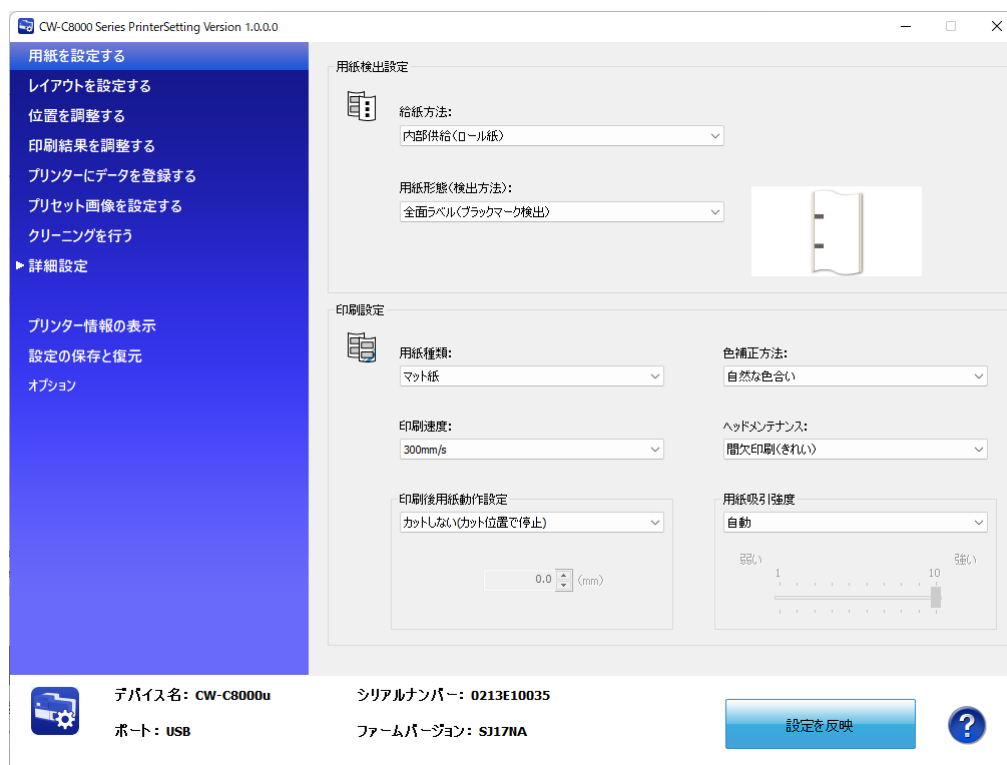 CW-C8000 Series PrinterSetting Version 1.0.0.0
用紙を設定する
レイアウトを設定する
位置を調整する
印刷結果を調整する
プリンターにデータを登録する
プリセット画像を設定する
クリーニングを行う
詳細設定
プリンター情報の表示
設定の保存と復元
オプション
用紙検出設定
給紙方法:
内部供給(ロール紙)
用紙形態(検出方法):
全面ラベル(ブラックマーク検出)
印刷設定
用紙種類:
マット紙
色補正方法:
自然な色合い
印刷速度:
300mm/s
ヘッドメンテナンス:
間欠印刷(きれい)
印刷後用紙動作設定
カットしない(カット位置で停止)
0.0 (mm)
用紙吸引強度
自動
弱い 強い
1 10
デバイス名: CW-C8000u
シリアルナンバー: 0213E10035
ポート: USB
ファームバージョン: SJ17NA
設定を反映
?